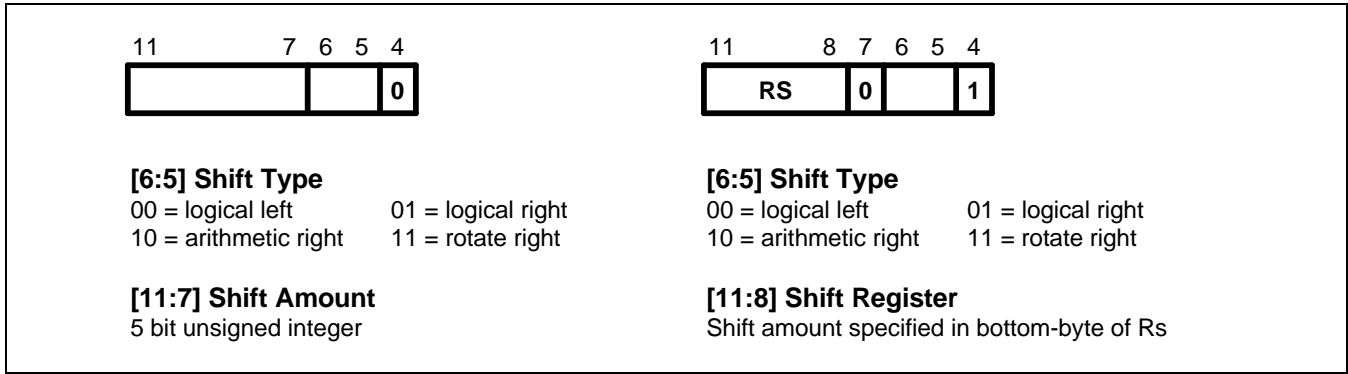 11 7 6 5 4
0
[6:5] Shift Type
00 = logical left 01 = logical right
10 = arithmetic right 11 = rotate right
[11:7] Shift Amount
5 bit unsigned integer
11 8 7 6 5 4
RS 0 1
[6:5] Shift Type
00 = logical left 01 = logical right
10 = arithmetic right 11 = rotate right
[11:8] Shift Register
Shift amount specified in bottom-byte of Rs